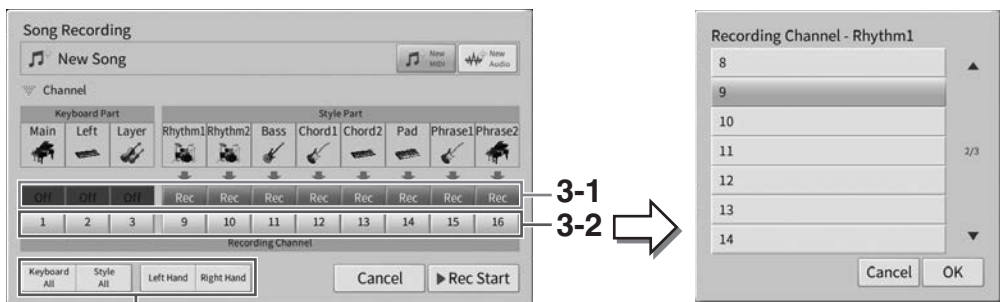 Song Recording
New Song
New MIDI
New Audio
Channel
Keyboard Part Style Part
Main Left Layer Rhythm1 Rhythm2 Bass Chord1 Chord2 Pad Phrase1 Phrase2
Off Off Off Rec Rec Rec Rec Rec Rec Rec Rec
3-1
1 2 3 9 10 11 12 13 14 15 16
3-2
Recording Channel
Keyboard All
Style All
Left Hand Right Hand Cancel Rec Start
Recording Channel - Rhythm1
8
9
10
11
2/3
12
13
14
Cancel OK